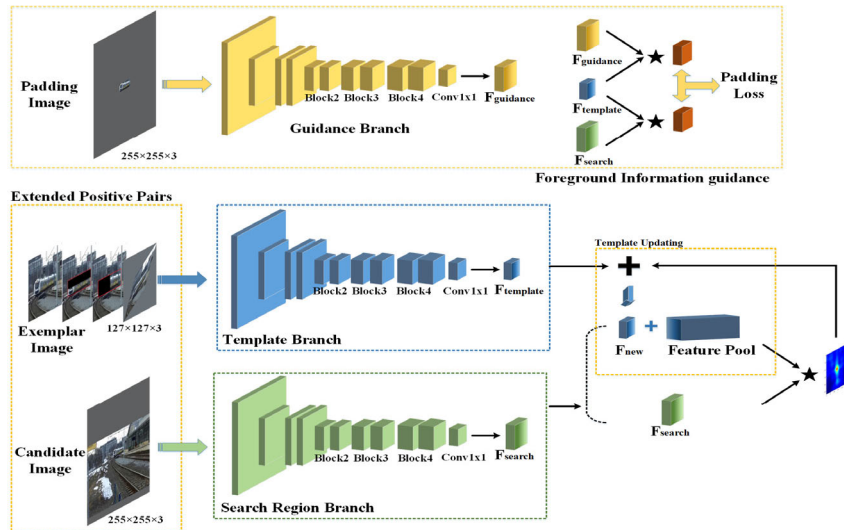 Padding
Image
255×255×3
Block2 Block3 Block4 Conv1x1
Fguidance
Guidance Branch
Fguidance
Ftemplate
Fsearch
Padding
Loss
Foreground Information guidance
Extended Positive Pairs
Exemplar
Image
127×127×3
Block2 Block3 Block4 Conv1x1
Ftemplate
Template Branch
Template Updating
Fnew
Feature Pool
Fsearch
Candidate
Image
255×255×3
Block2 Block3 Block4 Conv1x1
Fsearch
Search Region Branch